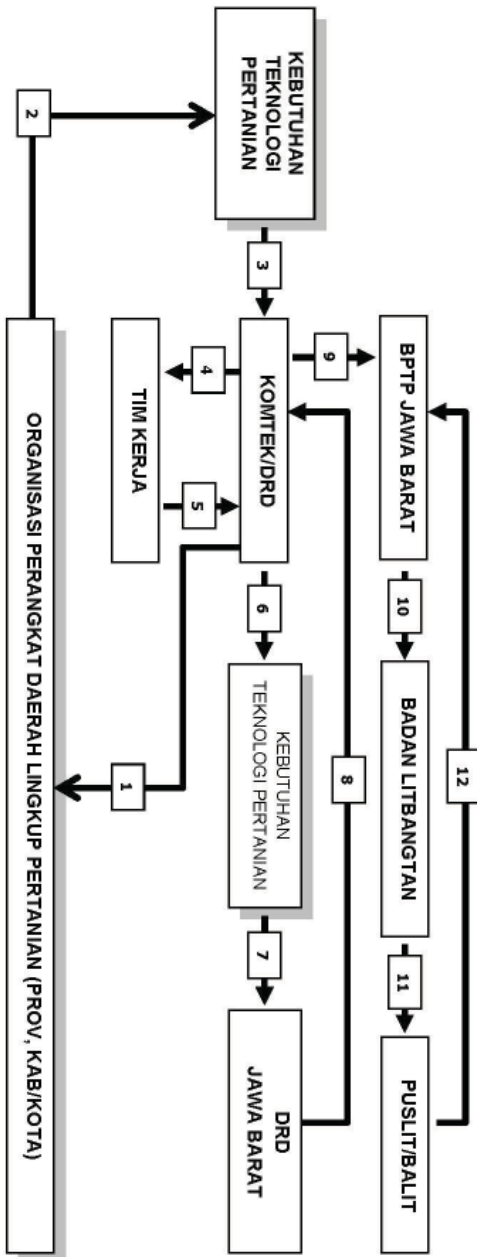 BPTP JAWA BARAT
10
BADAN LITBANGTAN
11
PUSLIT/BALIT
12
9
8
KEBUTUHAN
TEKNOLOGI
PERTANIAN
3
KOMTEK/DRD
6
KEBUTUHAN
TEKNOLOGI PERTANIAN
7
DRD
JAWA BARAT
4
5
TIM KERJA
2
1
ORGANISASI PERANGKAT DAERAH LINGKUP PERTANIAN (PROV, KAB/KOTA)